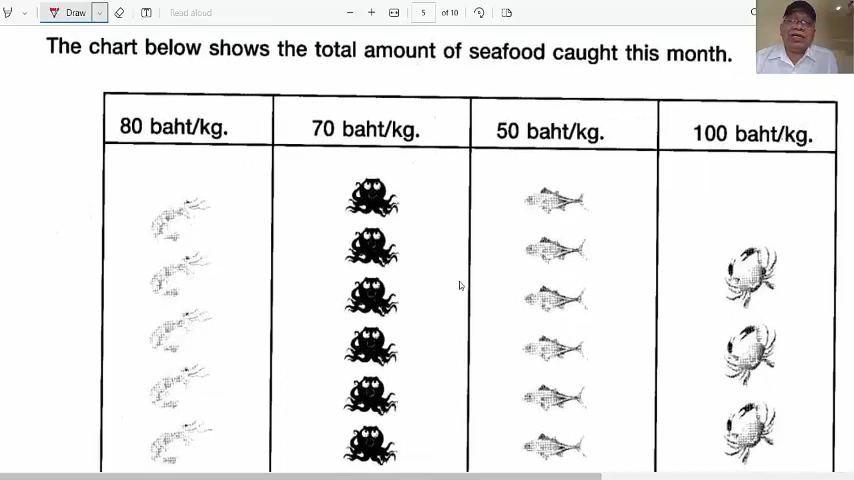 Draw
Read aloud
5
of 10
The chart below shows the total amount of seafood caught this month.
80 baht/kg.
70 baht/kg.
50 baht/kg.
100 baht/kg.